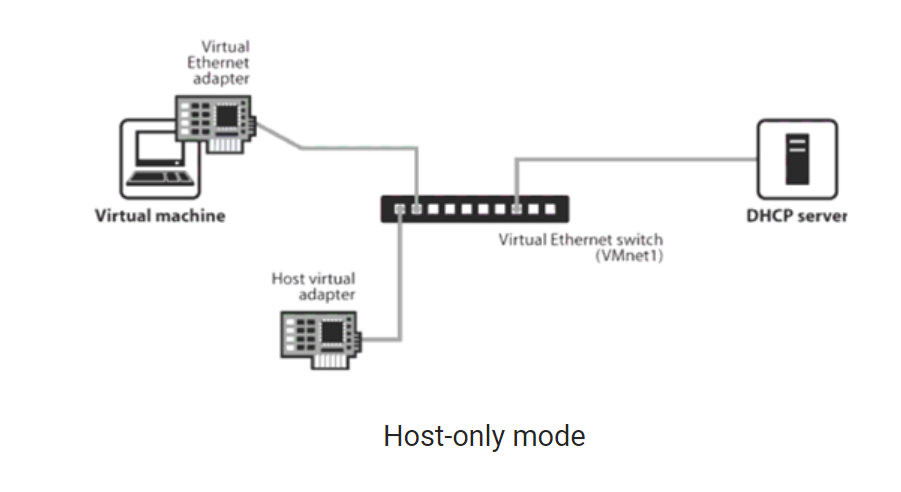 Virtual
Ethernet
adapter
Virtual machine
DHCP server
Virtual Ethernet switch
(VMnet1)
Host virtual
adapter
Host-only mode